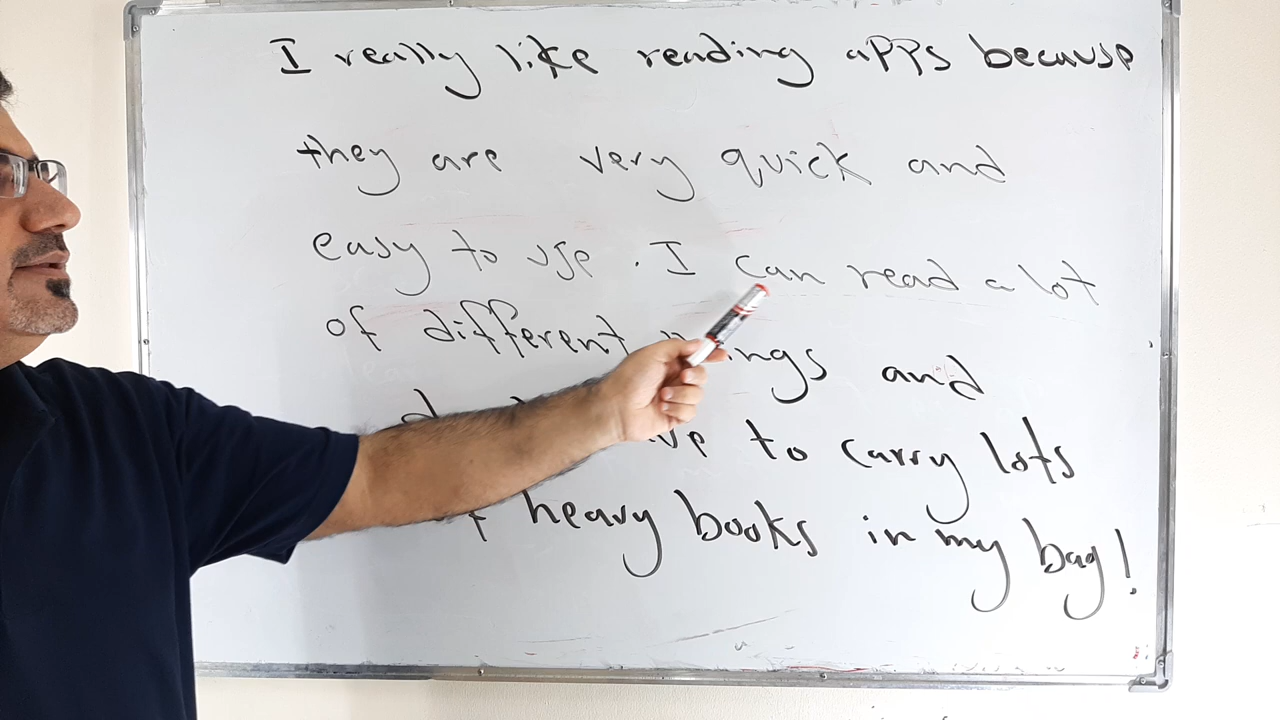 I really like reading apps because
they are very quick and
easy to use. I can read a lot
of different things and
to carry lots
heavy books in my bag!